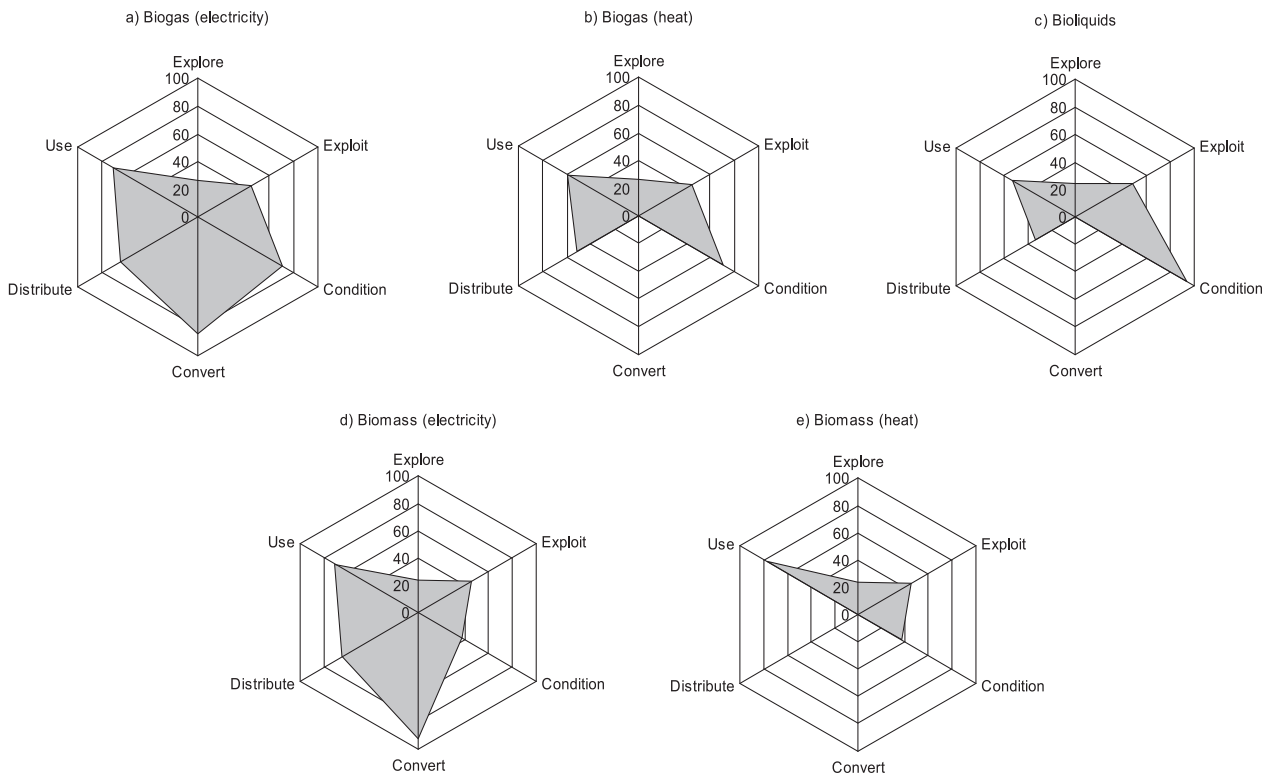 a) Biogas (electricity)
Explore
100
80
60
40
20
0
Use
Exploit
Distribute
Condition
Convert
b) Biogas (heat)
Explore
100
80
60
40
20
0
Use
Exploit
Distribute
Condition
Convert
c) Bioliquids
Explore
100
80
60
40
20
0
Use
Exploit
Distribute
Condition
Convert
d) Biomass (electricity)
Explore
100
80
60
40
20
0
Use
Exploit
Distribute
Condition
Convert
e) Biomass (heat)
Explore
100
80
60
40
20
0
Use
Exploit
Distribute
Condition
Convert